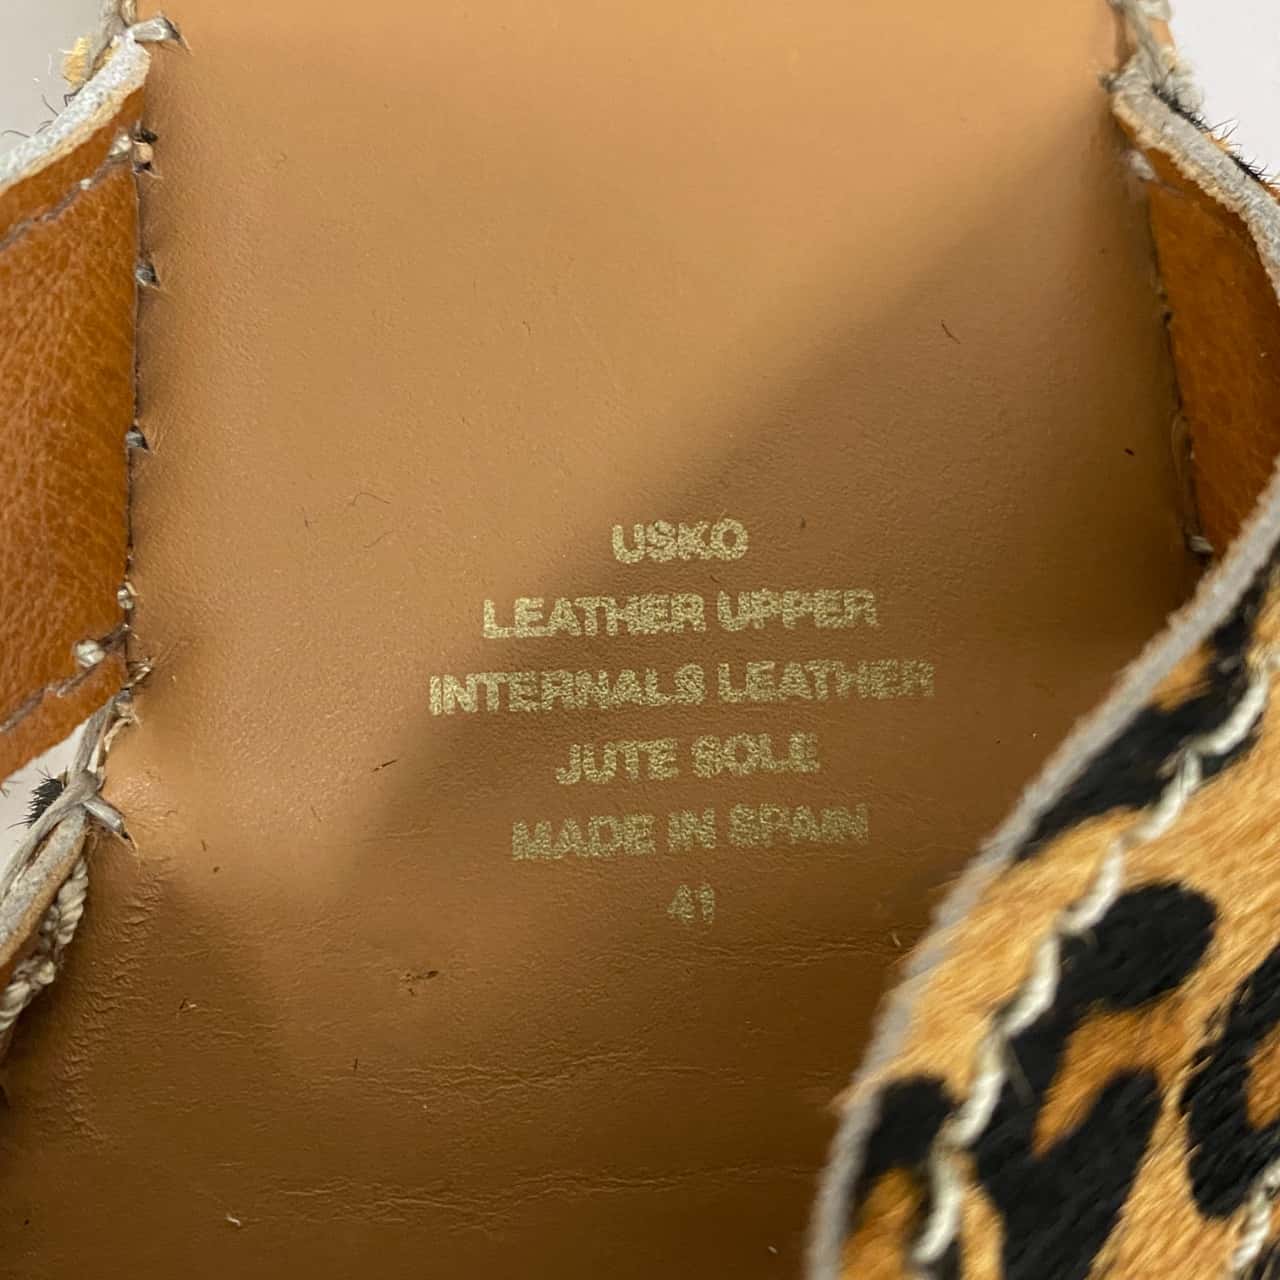 USKO
LEATHER UPPER
INTERNALS LEATHER
JUTE SOLE
MADE IN SPAIN
41